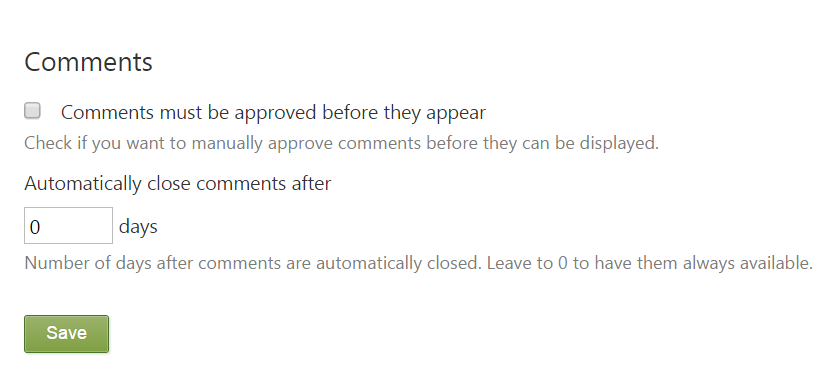 Comments
Comments must be approved before they appear
Check if you want to manually approve comments before they can be displayed.
Automatically close comments after
0 days
Number of days after comments are automatically closed. Leave to 0 to have them always available.
Save